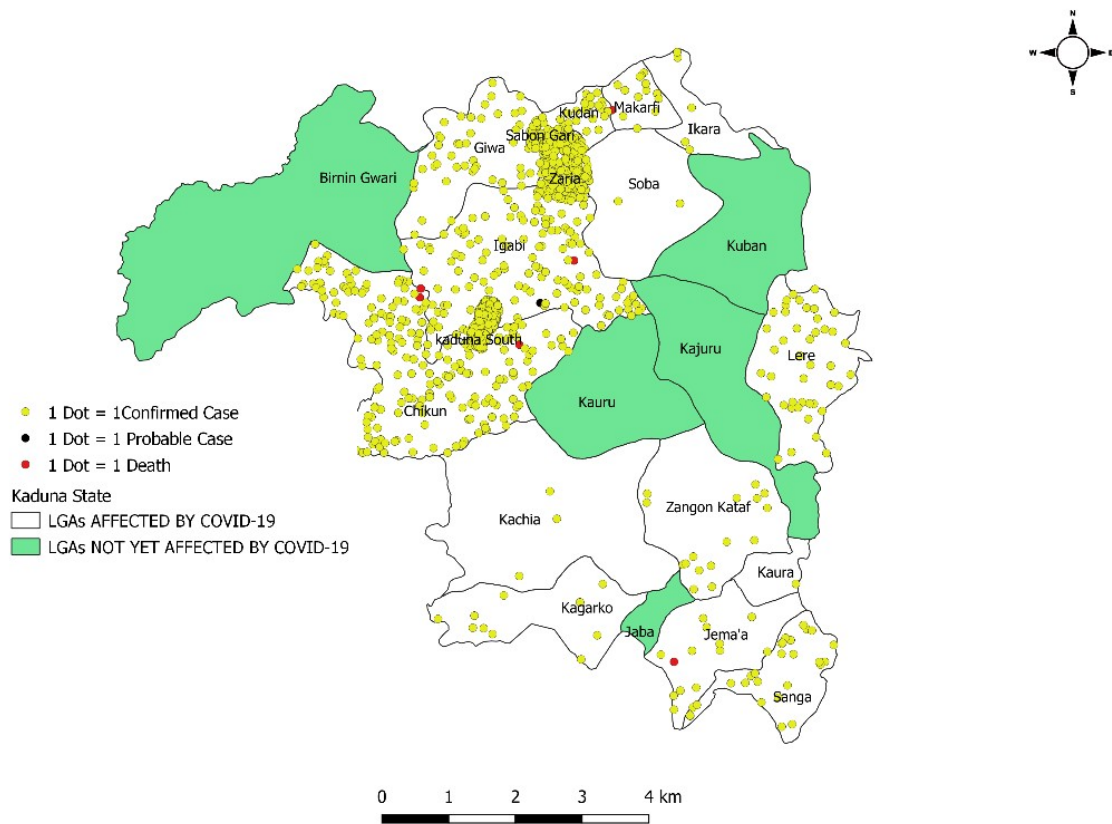 N
W
E
S
Makarfi
Kudan
Ikara
Sabon Gari
Giwa
Birnin Gwari
Zaria
Soba
Igabi
Kuban
kaduna South
Kajuru
Lere
Kauru
Chikun
1 Dot = 1Confirmed Case
1 Dot = 1 Probable Case
1 Dot = 1 Death
Kaduna State
LGAs AFFECTED BY COVID-19
LGAs NOT YET AFFECTED BY COVID-19
Zangon Kataf
Kachia
Kaura
Kagarko
Jaba
Jema'a
Sanga
0 1 2 3 4 km